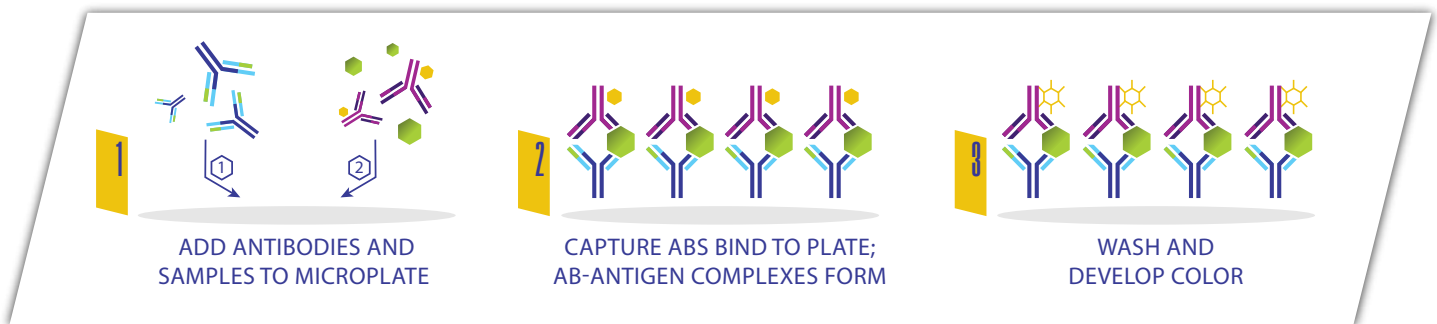 1
1
2
ADD ANTIBODIES AND
SAMPLES TO MICROPLATE
2
CAPTURE ABS BIND TO PLATE;
AB-ANTIGEN COMPLEXES FORM
3
WASH AND
DEVELOP COLOR